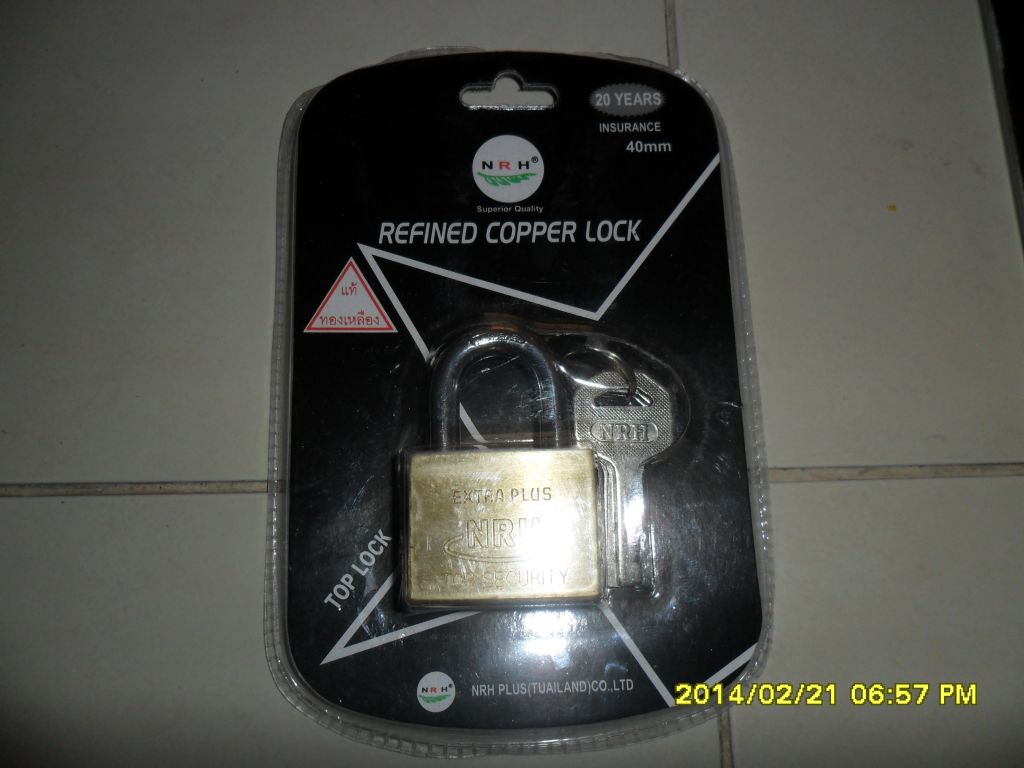 20 YEARS
INSURANCE
40mm
NRH®
Superior Quality
REFINED COPPER LOCK
แท้
ทองเหลือง
NRH
EXTRA PLUS
NRH
TOP SECURITY
TOP LOCK
NRH®
NRH PLUS(TUAILAND)CO.,LTD
2014/02/21 06:57 PM